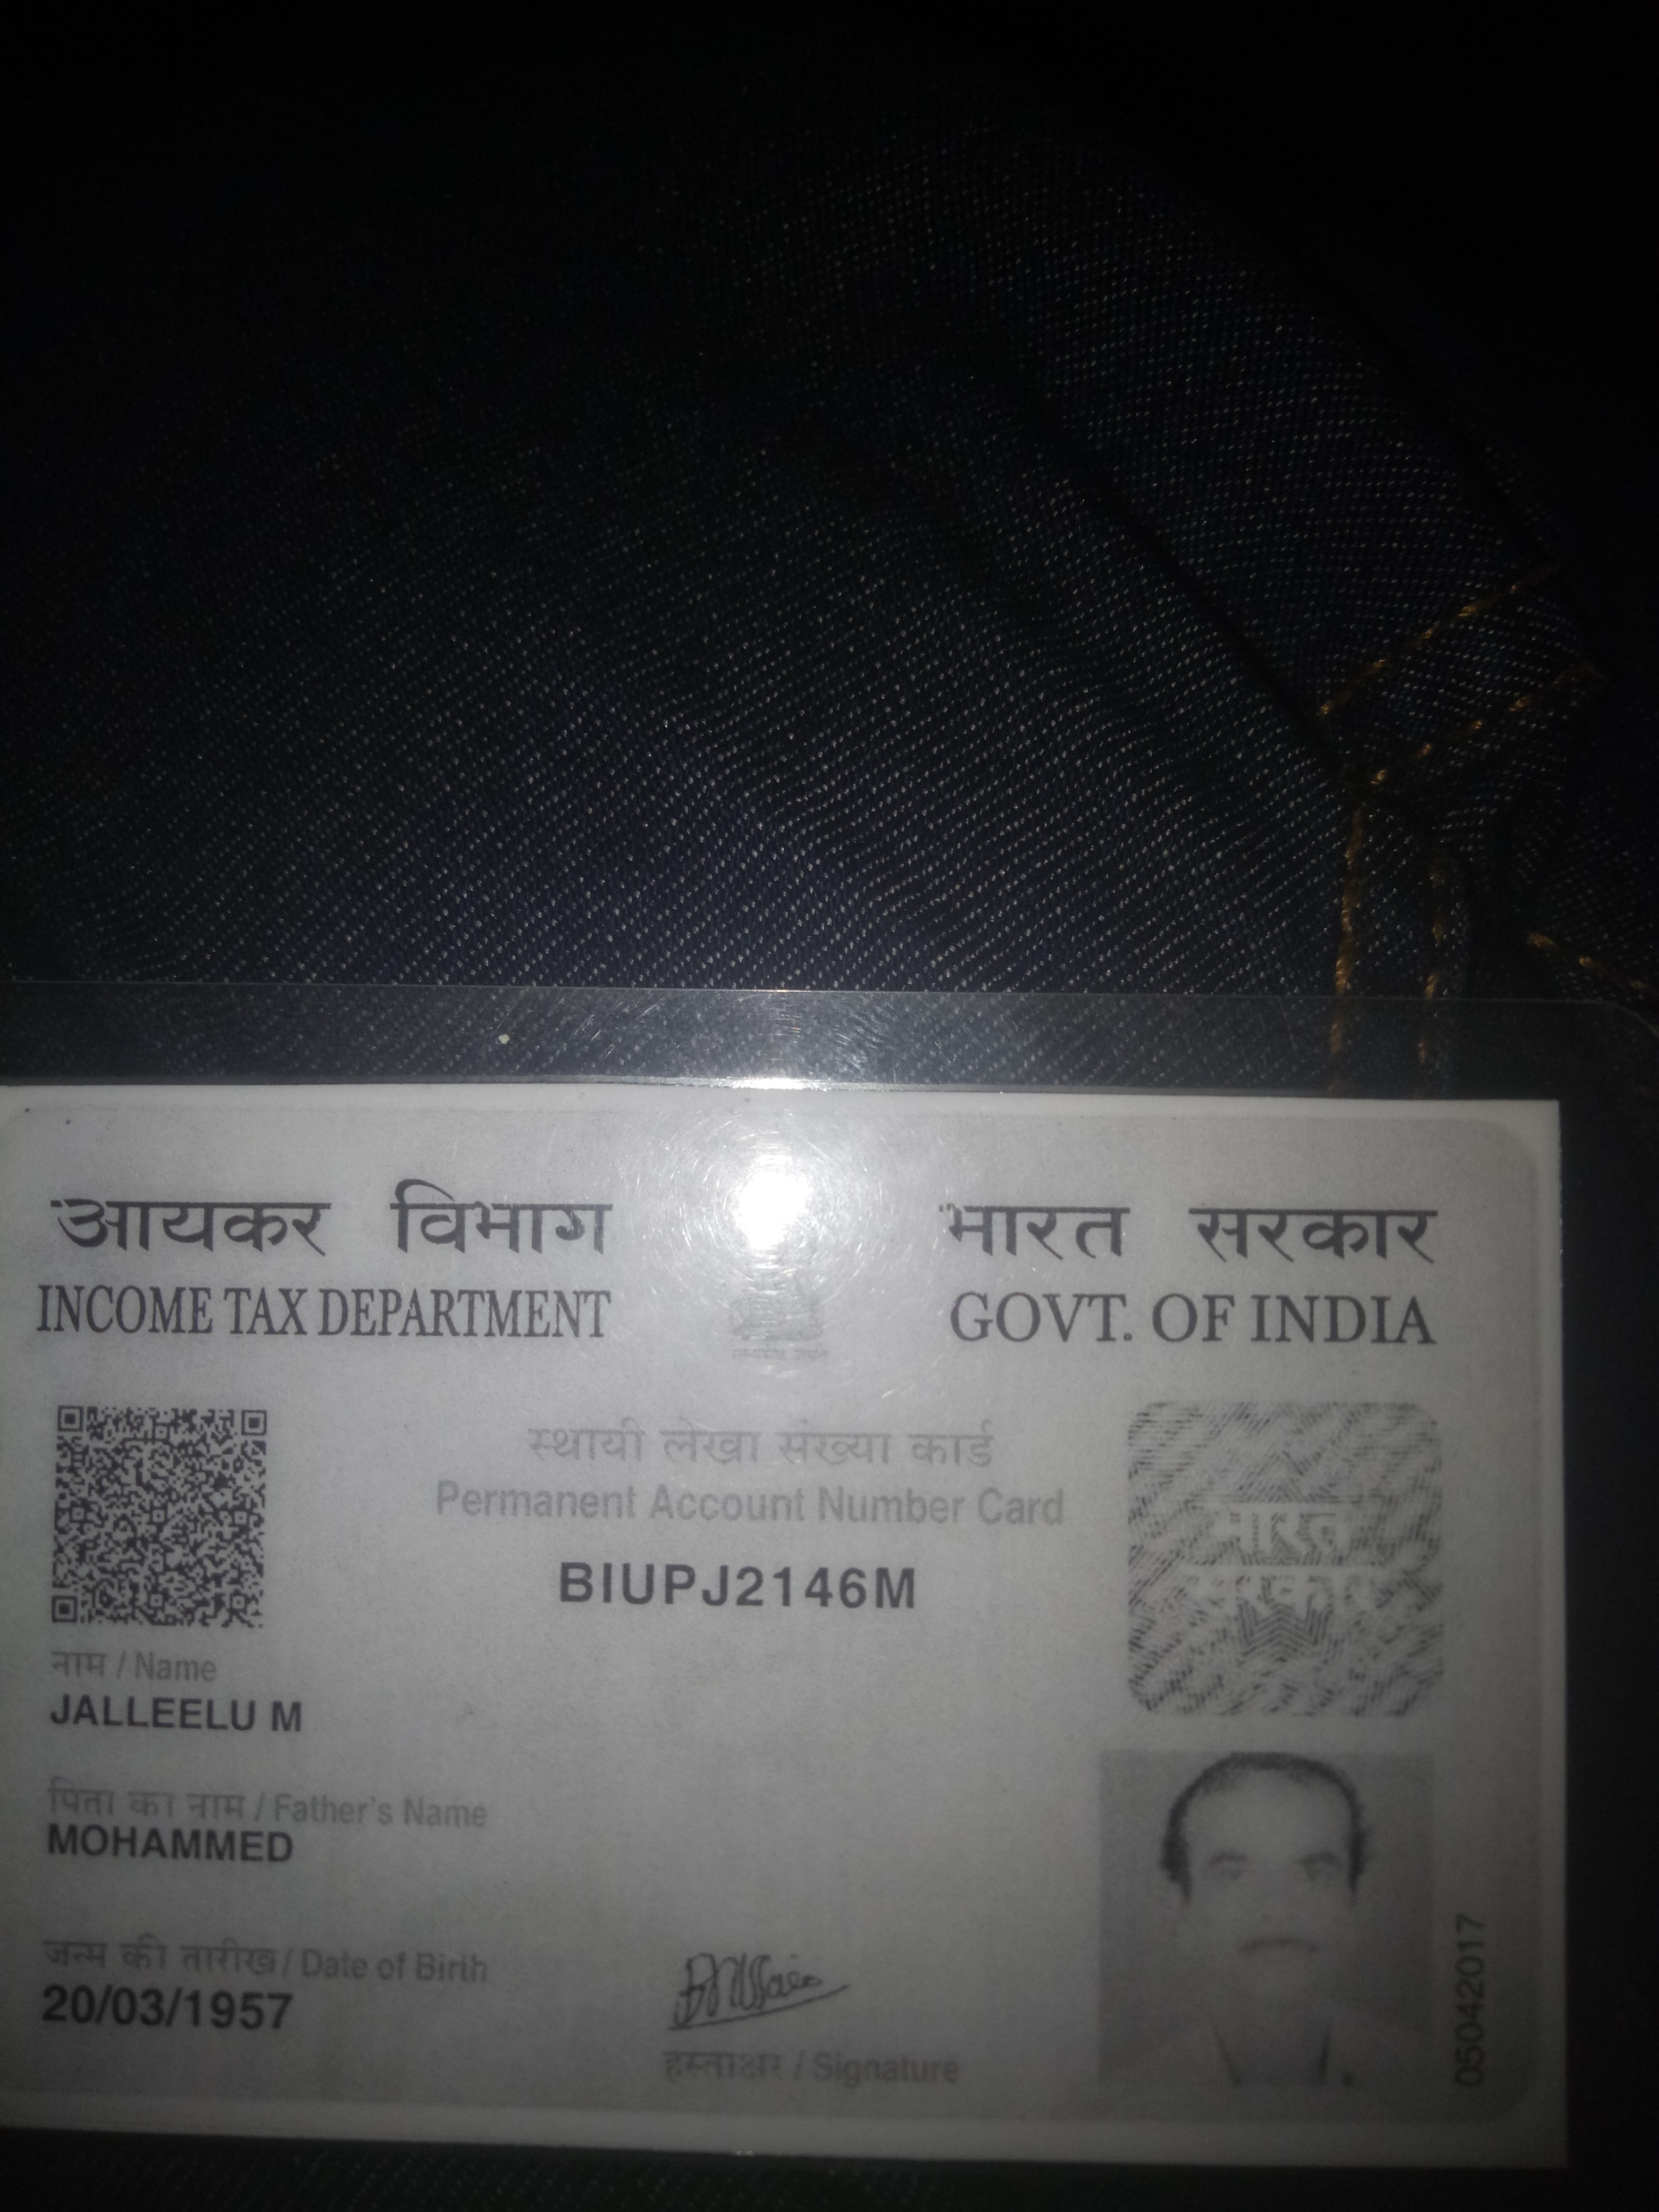 आयकर विभाग
INCOME TAX DEPARTMENT
भारत सरकार
GOVT. OF INDIA
स्थायी लेखा संख्या कार्ड
Permanent Account Number Card
BIUPJ2146M
भारत
नाम / Name
JALLEELU M
पिता का नाम / Father's Name
MOHAMMED
जन्म की तारीख / Date of Birth
20/03/1957
हस्ताक्षर / Signature
05042017